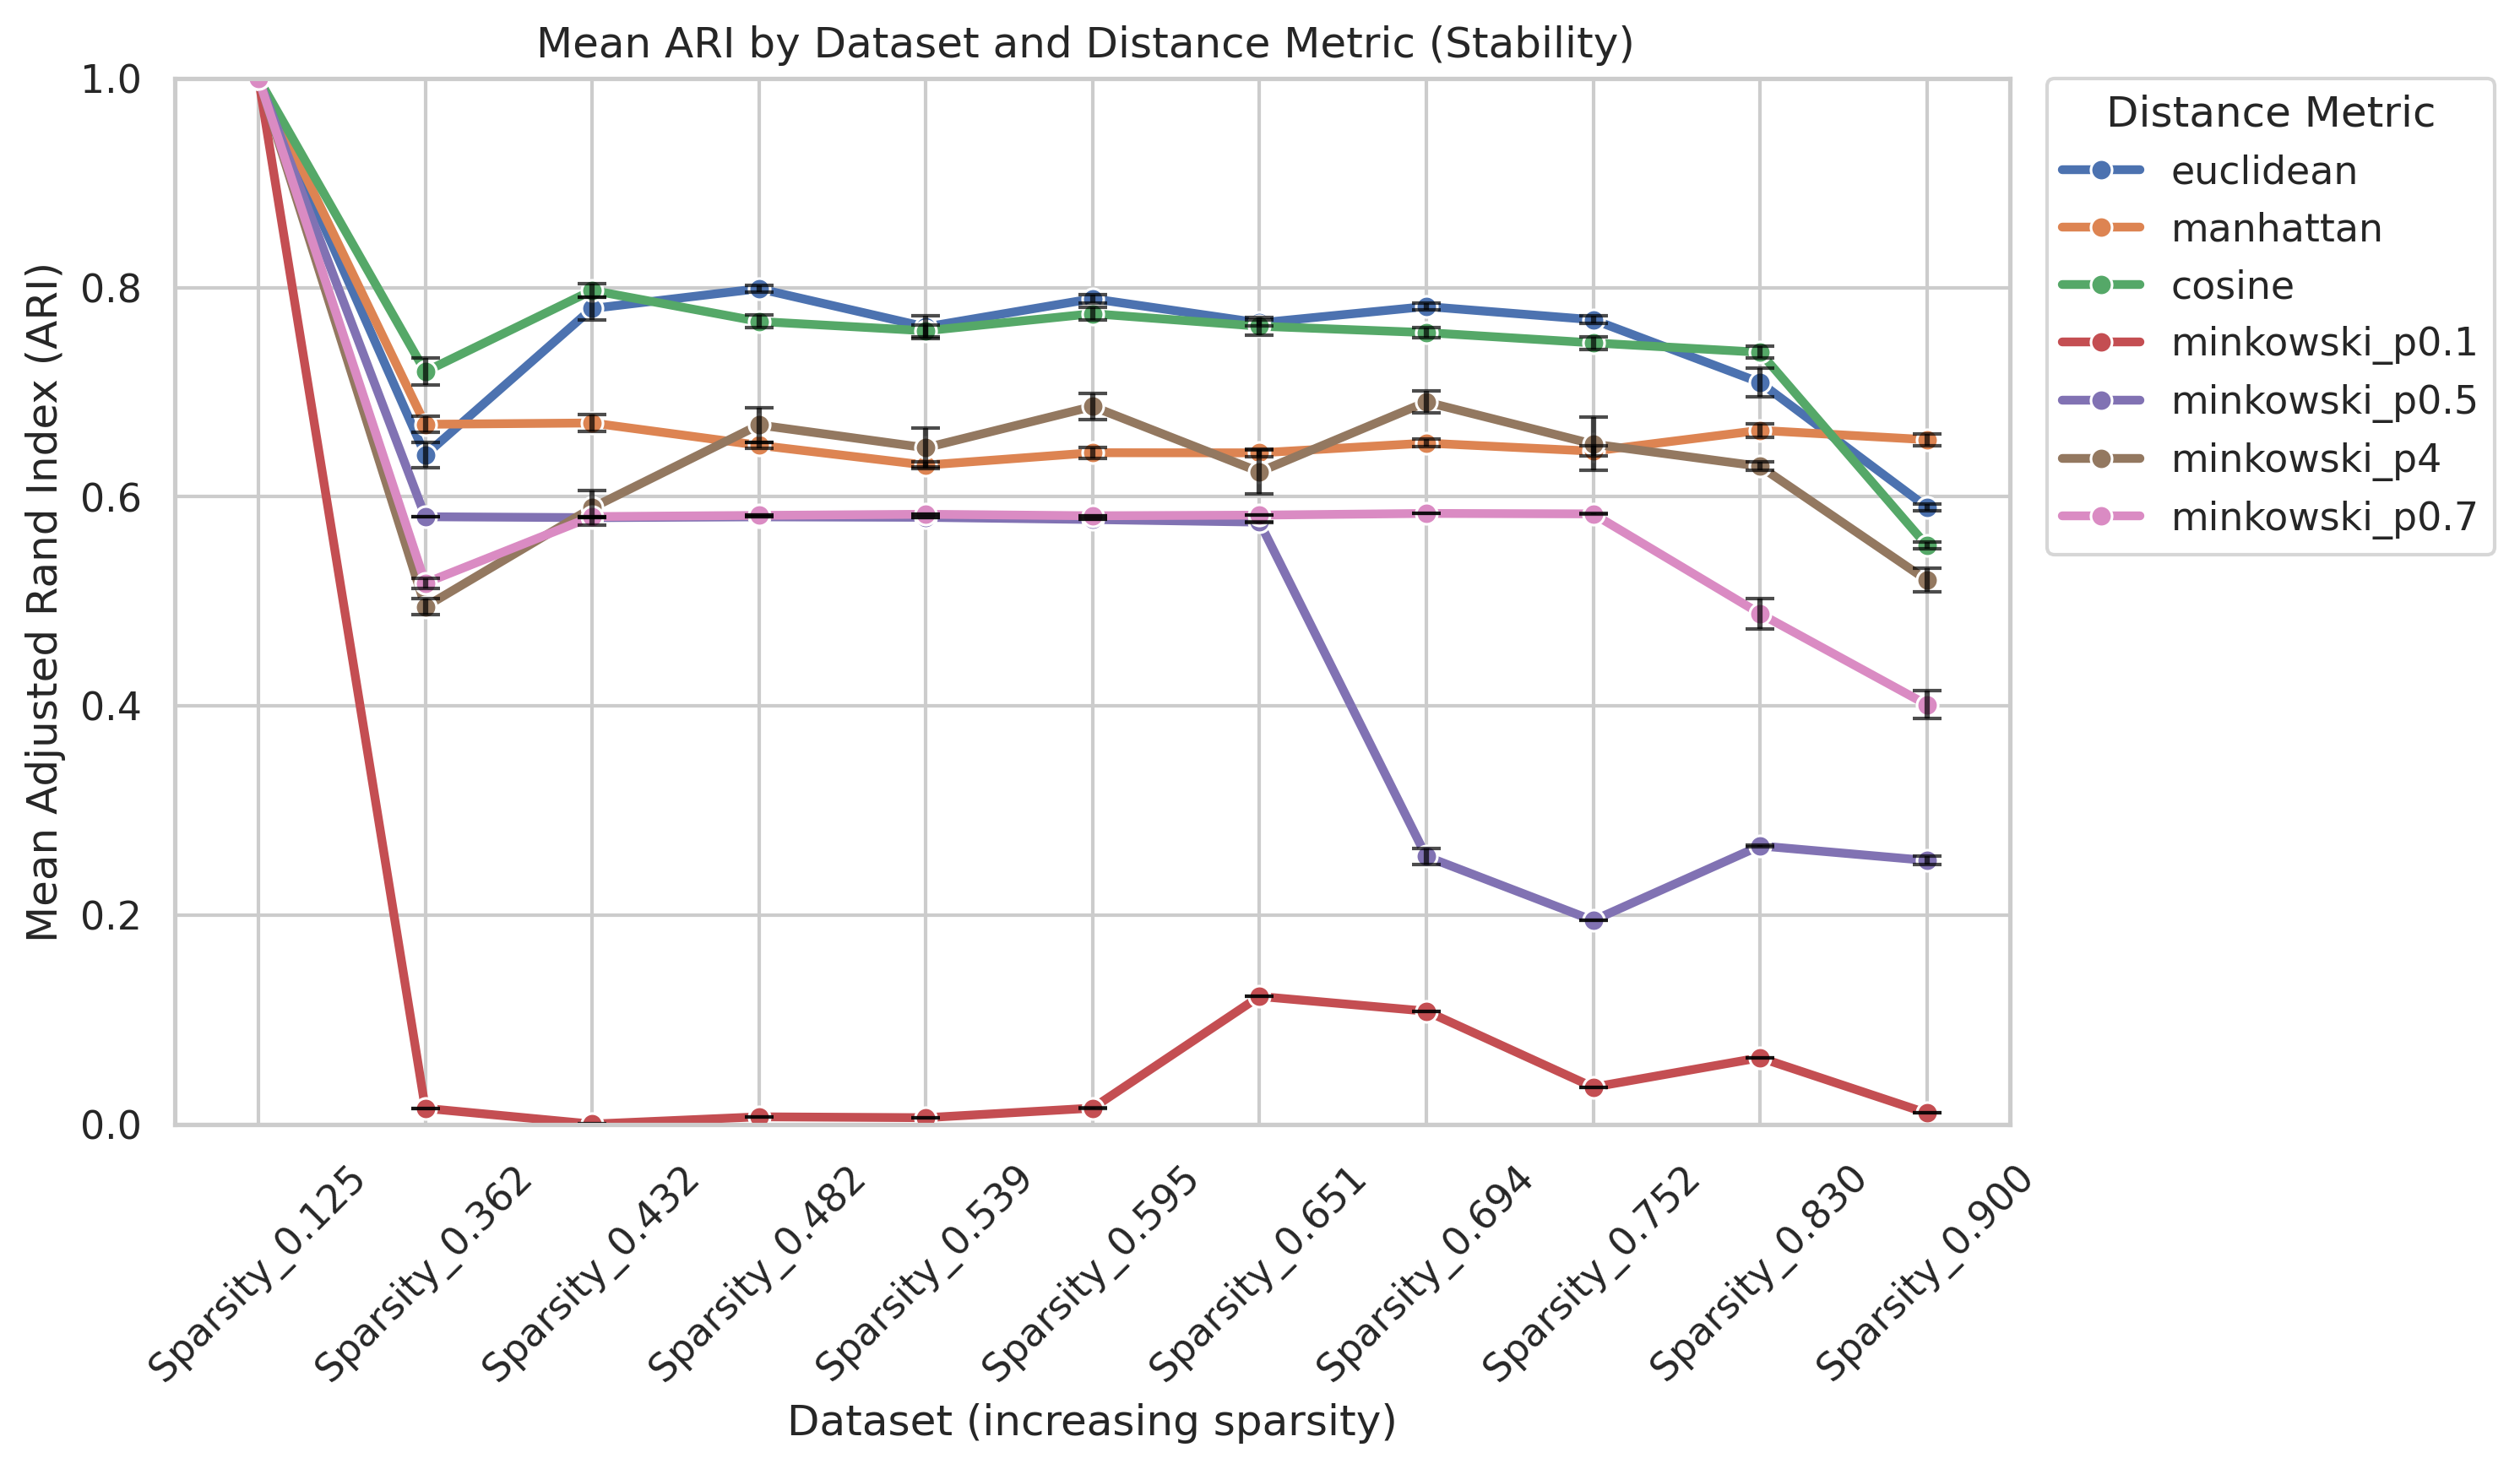 Mean ARI by Dataset and Distance Metric (Stability)
Mean Adjusted Rand Index (ARI)
1.0
0.8
0.6
0.4
0.2
0.0
Sparsity_0.125
Sparsity_0.362
Sparsity_0.432
Sparsity_0.482
Sparsity_0.539
Sparsity_0.595
Sparsity_0.651
Sparsity_0.694
Sparsity_0.752
Sparsity_0.830
Sparsity_0.900
Dataset (increasing sparsity)
Distance Metric
euclidean
manhattan
cosine
minkowski_p0.1
minkowski_p0.5
minkowski_p4
minkowski_p0.7